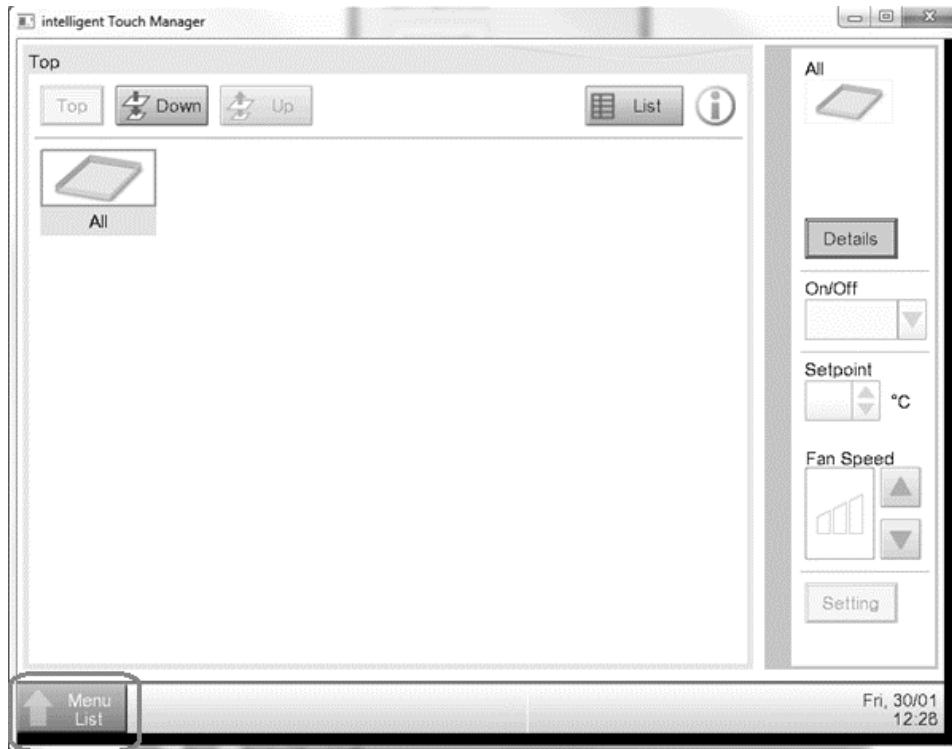 intelligent Touch Manager
Top
Top
Down
Up
List
All
All
Details
On/Off
Setpoint
°C
Fan Speed
Setting
Menu
List
Fri, 30/01
12:28